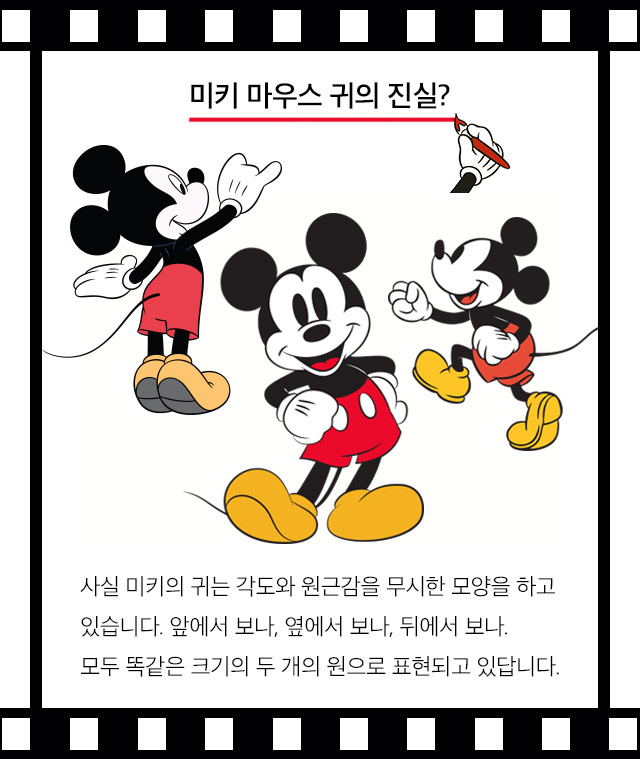 미키 마우스 귀의 진실?
사실 미키의 귀는 각도와 원근감을 무시한 모양을 하고
있습니다. 앞에서 보나, 옆에서 보나, 뒤에서 보나.
모두 똑같은 크기의 두 개의 원으로 표현되고 있답니다.